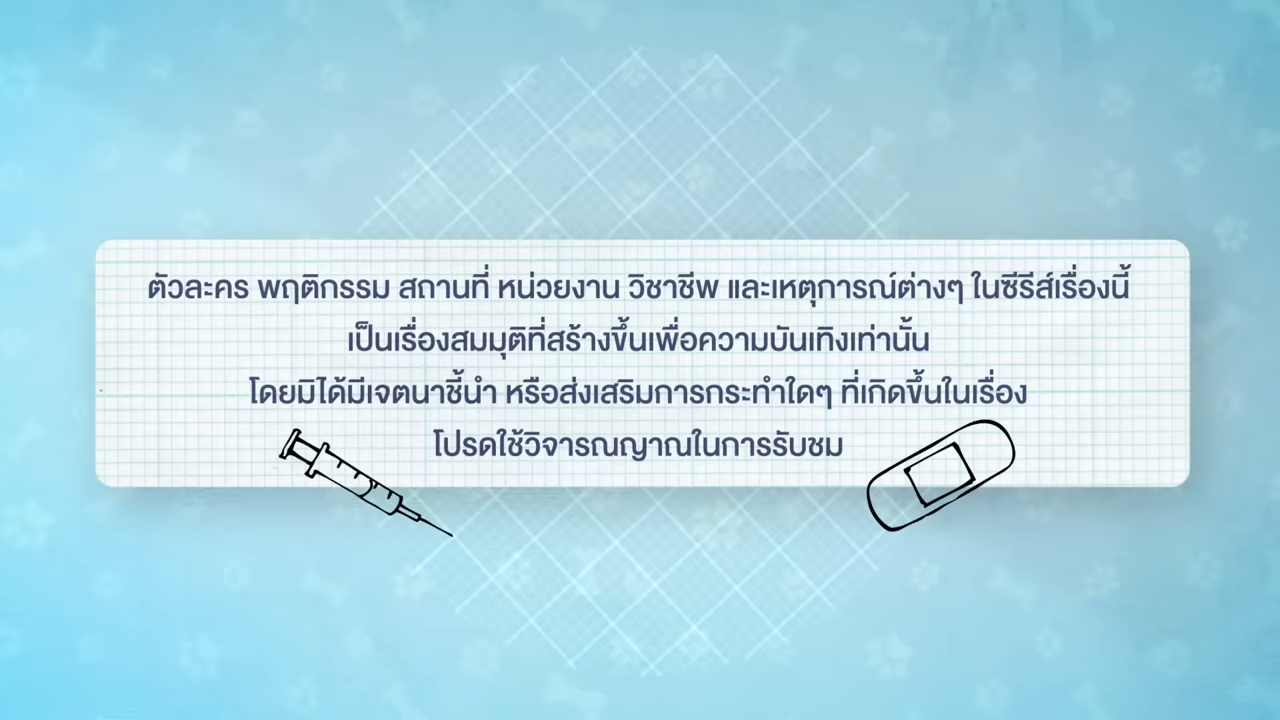 ตัวละคร พฤติกรรม สถานที่ หน่วยงาน วิชาชีพ และเหตุการณ์ต่างๆ ในซีรีส์เรื่องนี้
เป็นเรื่องสมมุติที่สร้างขึ้นเพื่อความบันเทิงเท่านั้น
โดยมิได้มีเจตนาชี้นำ หรือส่งเสริมการกระทำใดๆ ที่เกิดขึ้นในเรื่อง
โปรดใช้วิจารณญาณในการรับชม